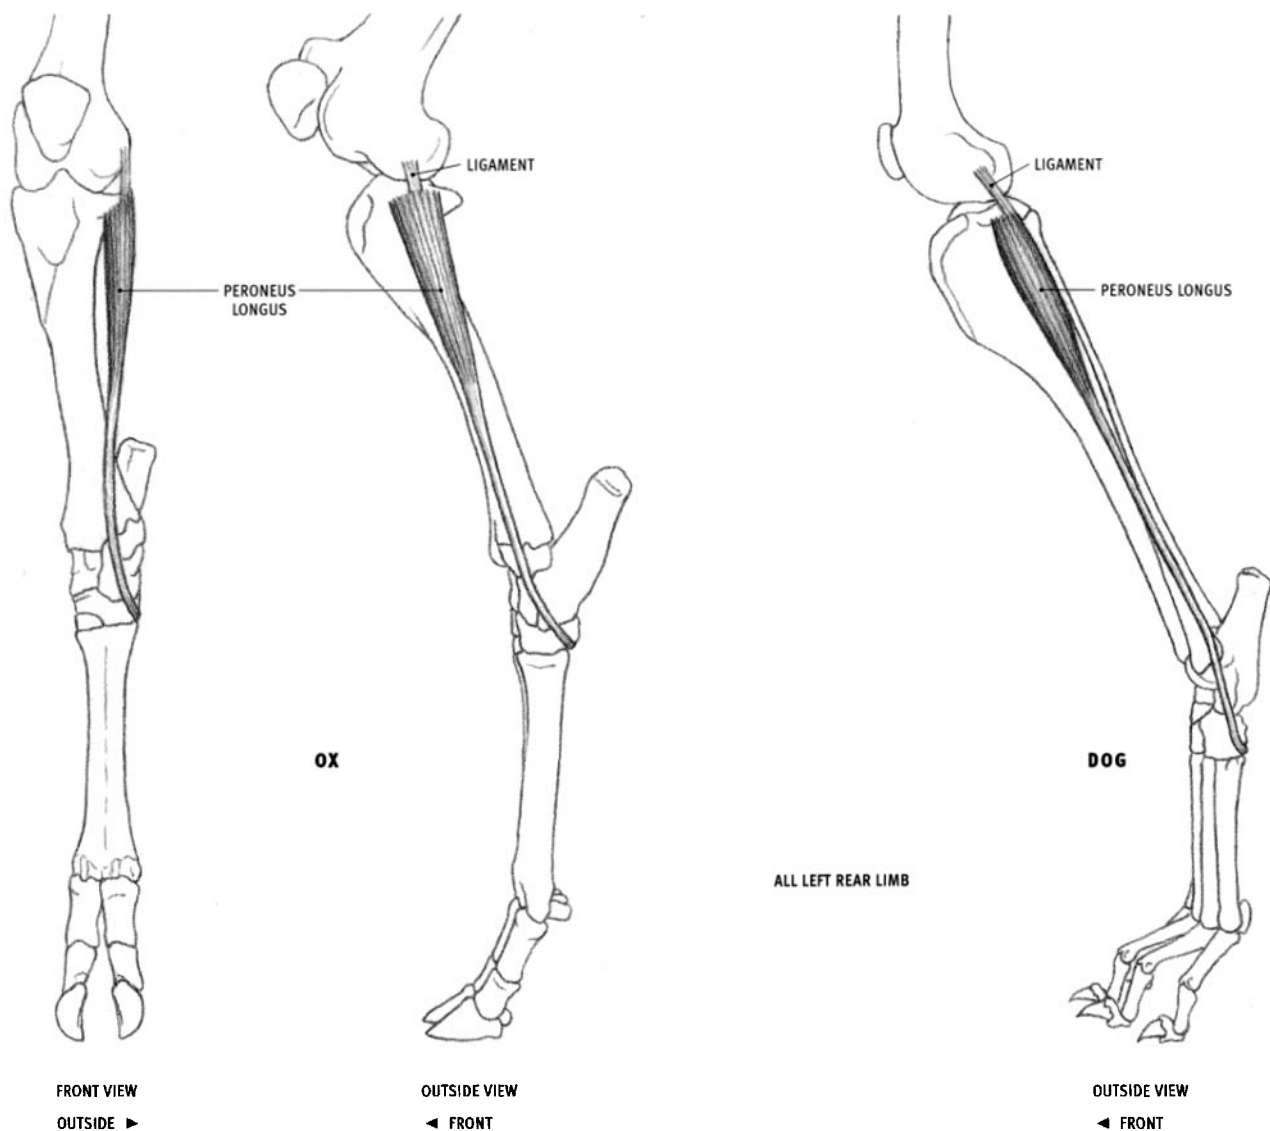 LIGAMENT
LIGAMENT
PERONEUS
LONGUS
PERONEUS LONGUS
OX
DOG
ALL LEFT REAR LIMB
FRONT VIEW
OUTSIDE ►
OUTSIDE VIEW
◄ FRONT
OUTSIDE VIEW
◄ FRONT